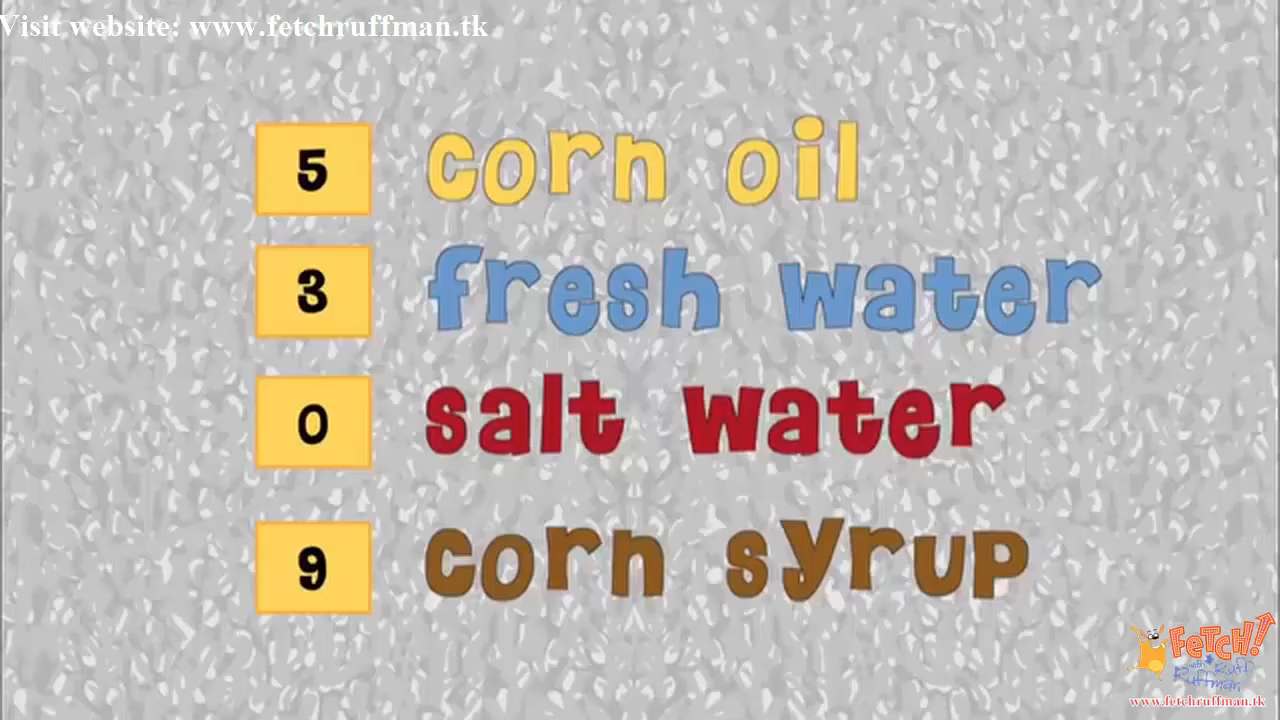 Visit website: www.fetchruffman.tk
5 corn oil
3 fresh water
0 salt water
9 corn syrup
FETCH!
with Ruff
Ruffman
www.fetchruffman.tk